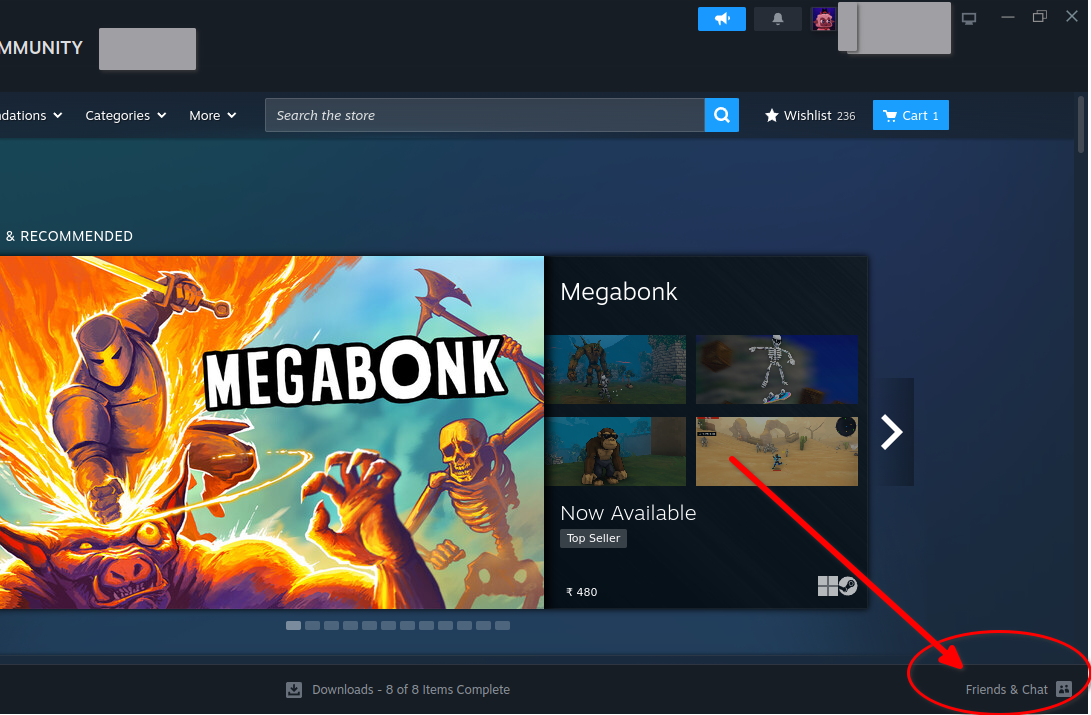 MMUNITY
dations
Categories
More
Search the store
Wishlist 236
Cart 1
& RECOMMENDED
MEGABONK
Megabonk
Now Available
Top Seller
₹ 480
Downloads - 8 of 8 Items Complete
Friends & Chat